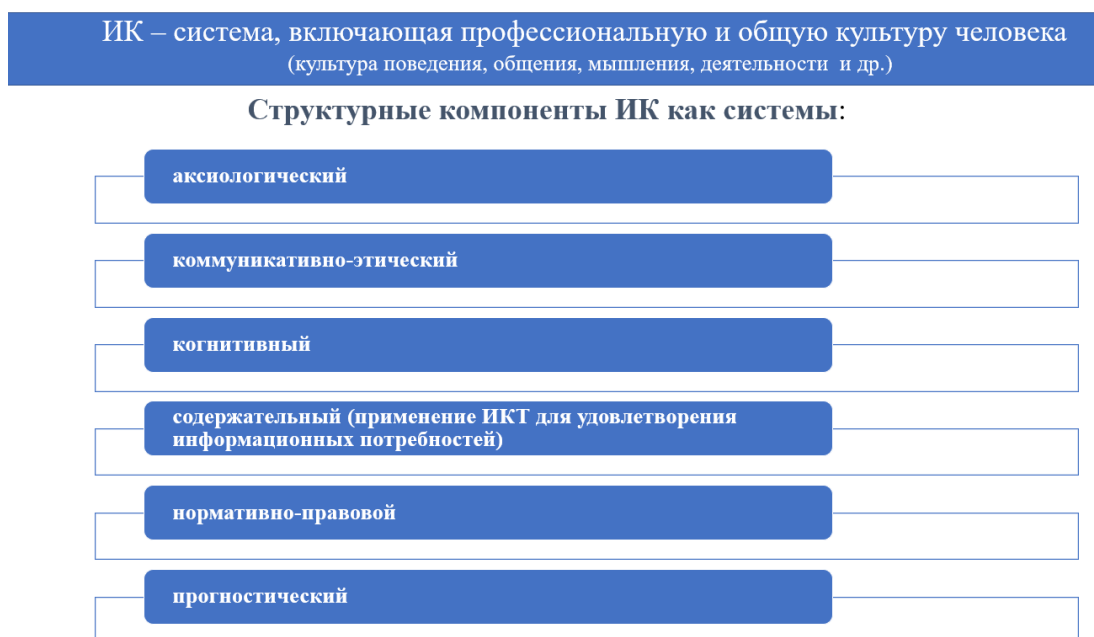 ИК – система, включающая профессиональную и общую культуру человека
(культура поведения, общения, мышления, деятельности и др.)
Структурные компоненты ИК как системы:
аксиологический
коммуникативно-этический
когнитивный
содержательный (применение ИКТ для удовлетворения
информационных потребностей)
нормативно-правовой
прогностический